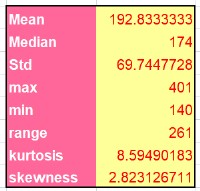 Mean 192.8333333
Median 174
Std 69.7447728
max 401
min 140
range 261
kurtosis 8.59490183
skewness 2.823126711